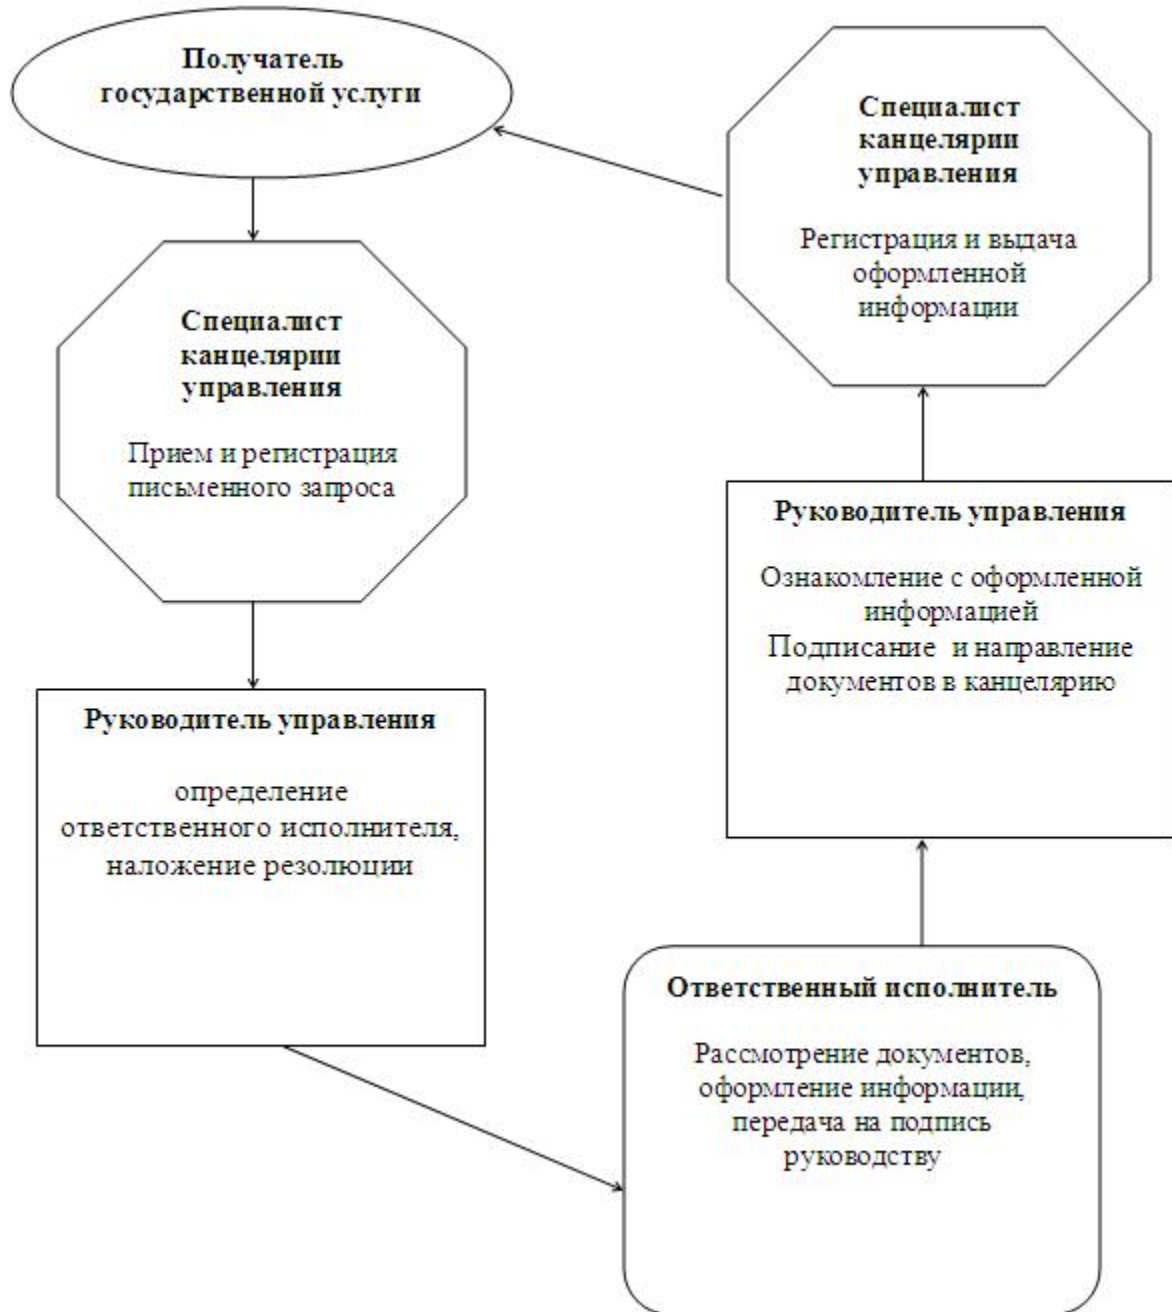 Получатель
государственной услуги
Специалист
канцелярии
управления
Прием и регистрация
письменного запроса
Руководитель управления
определение
ответственного исполнителя,
наложение резолюции
Ответственный исполнитель
Рассмотрение документов,
оформление информации,
передача на подпись
руководству
Руководитель управления
Ознакомление с оформленной
информацией
Подписание и направление
документов в канцелярию
Специалист
канцелярии
управления
Регистрация и выдача
оформленной
информации